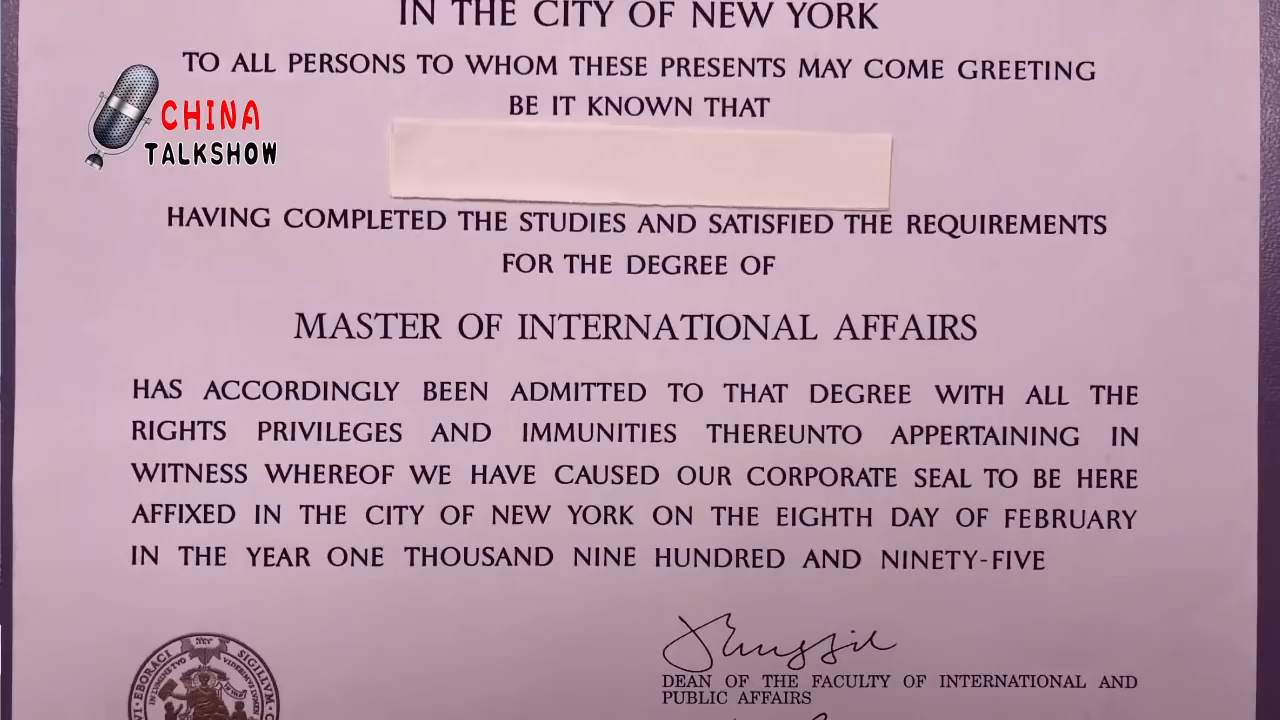 IN THE CITY OF NEW YORK
TO ALL PERSONS TO WHOM THESE PRESENTS MAY COME GREETING
BE IT KNOWN THAT
CHINA
TALKSHOW
HAVING COMPLETED THE STUDIES AND SATISFIED THE REQUIREMENTS
FOR THE DEGREE OF
MASTER OF INTERNATIONAL AFFAIRS
HAS ACCORDINGLY BEEN ADMITTED TO THAT DEGREE WITH ALL THE
RIGHTS PRIVILEGES AND IMMUNITIES THEREUNTO APPERTAINING IN
WITNESS WHEREOF WE HAVE CAUSED OUR CORPORATE SEAL TO BE HERE
AFFIXED IN THE CITY OF NEW YORK ON THE EIGHTH DAY OF FEBRUARY
IN THE YEAR ONE THOUSAND NINE HUNDRED AND NINETY-FIVE
EBORACI SIGILLVM
DEAN OF THE FACULTY OF INTERNATIONAL AND
PUBLIC AFFAIRS